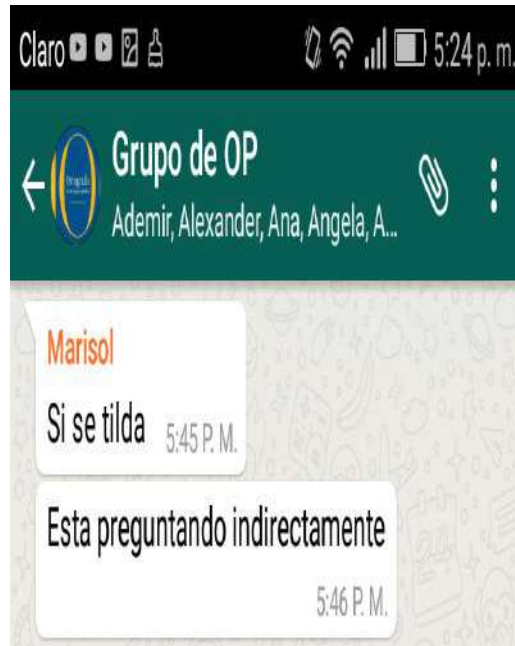 Claro 5:24 p. m.
Grupo de OP
Ademir, Alexander, Ana, Angela, A...
Marisol
Si se tilda 5:45 P. M.
Esta preguntando indirectamente
5:46 P. M.